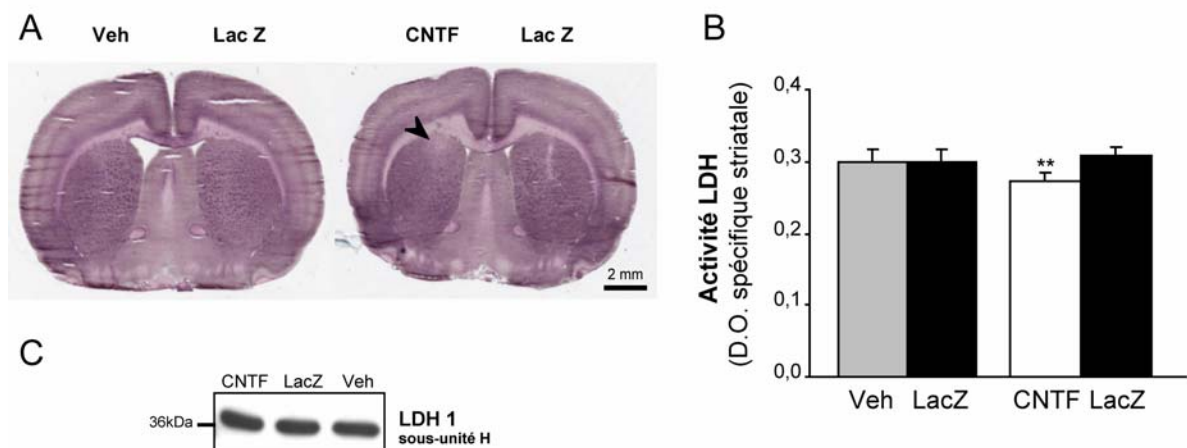 A
Veh Lac Z CNTF Lac Z
2 mm
B
Activité LDH
(D.O. spécifique striatale)
0,4
0,3
0,2
0,1
0,0
**
Veh LacZ CNTF LacZ
C
CNTF LacZ Veh
36kDa
LDH 1
sous-unité H